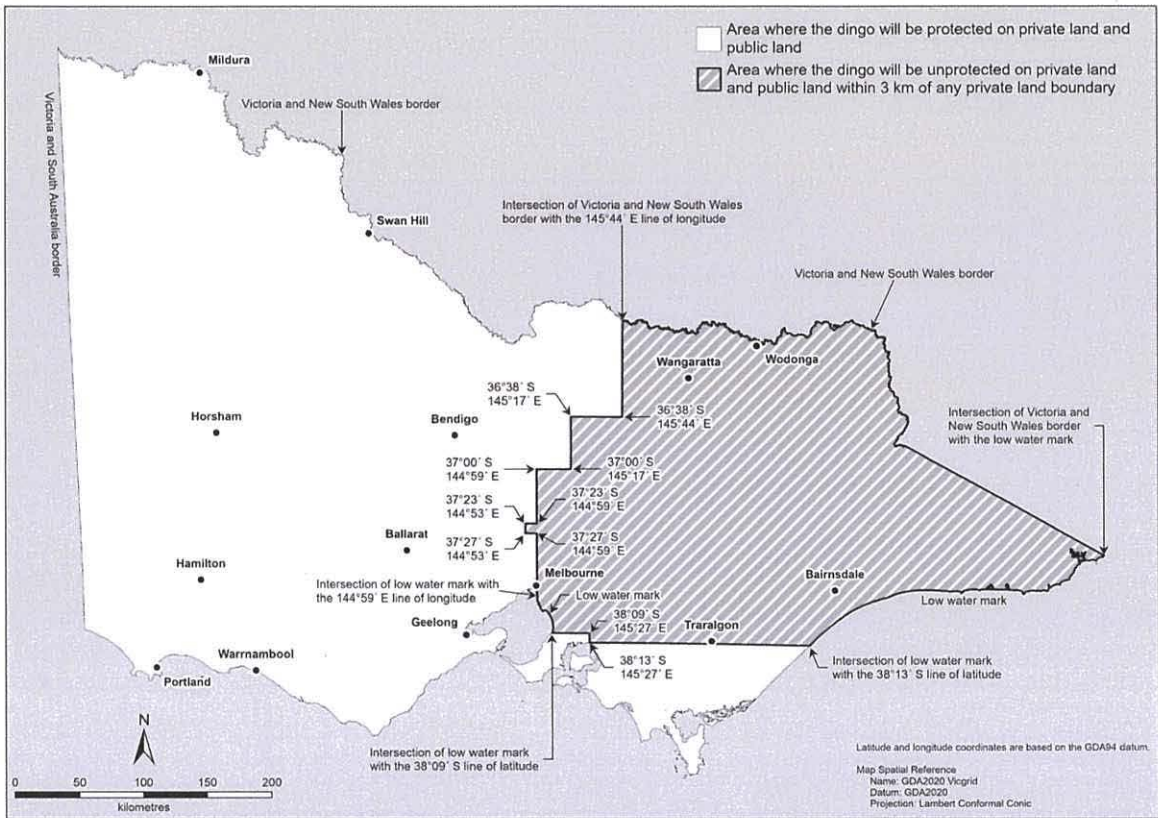 Area where the dingo will be protected on private land and
public land
Area where the dingo will be unprotected on private land
and public land within 3 km of any private land boundary
Mildura
Victoria and New South Wales border
Victoria and South Australia border
Swan Hill
Intersection of Victoria and New South Wales
border with the 145°44´ E line of longitude
Victoria and New South Wales border
Wodonga
Wangaratta
36°38´ S
145°17´ E
36°38´ S
145°44´ E
Horsham
Bendigo
Intersection of Victoria and
New South Wales border
with the low water mark
37°00´ S
144°59´ E
37°00´ S
145°17´ E
37°23´ S
144°53´ E
37°23´ S
144°59´ E
37°27´ S
144°53´ E
37°27´ S
144°59´ E
Ballarat
Hamilton
Melbourne
Intersection of low water mark with
the 144°59´ E line of longitude
Bairnsdale
Low water mark
Low water mark
Geelong
38°09´ S
145°27´ E
Traralgon
38°13´ S
145°27´ E
Intersection of low water mark
with the 38°13´ S line of latitude
Warrnambool
Portland
N
Intersection of low water mark
with the 38°09´ S line of latitude
0 50 100 150 200
kilometres
Latitude and longitude coordinates are based on the GDA94 datum.
Map Spatial Reference
Name: GDA2020 Vicgrid
Datum: GDA2020
Projection: Lambert Conformal Conic